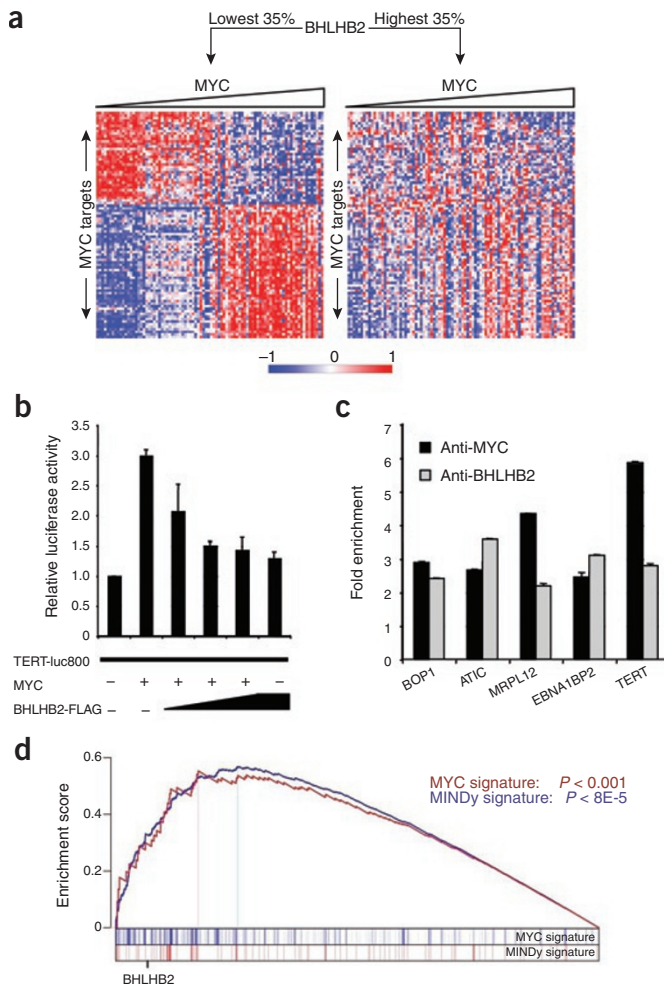 a
Lowest 35%
BHLHB2
Highest 35%
MYC
MYC
MYC targets
MYC targets
−1 0 1
b
Relative luciferase activity
3.5
3.0
2.5
2.0
1.5
1.0
0.5
0
TERT-luc800
MYC − + + + + −
BHLHB2-FLAG − −
c
Fold enrichment
7
6
5
4
3
2
1
0
Anti-MYC
Anti-BHLHB2
BOP1 ATIC MRPL12 EBNA1BP2 TERT
d
Enrichment score
0.6
0.4
0.2
0
MYC signature: P < 0.001
MINDy signature: P < 8E-5
MYC signature
MINDy signature
BHLHB2